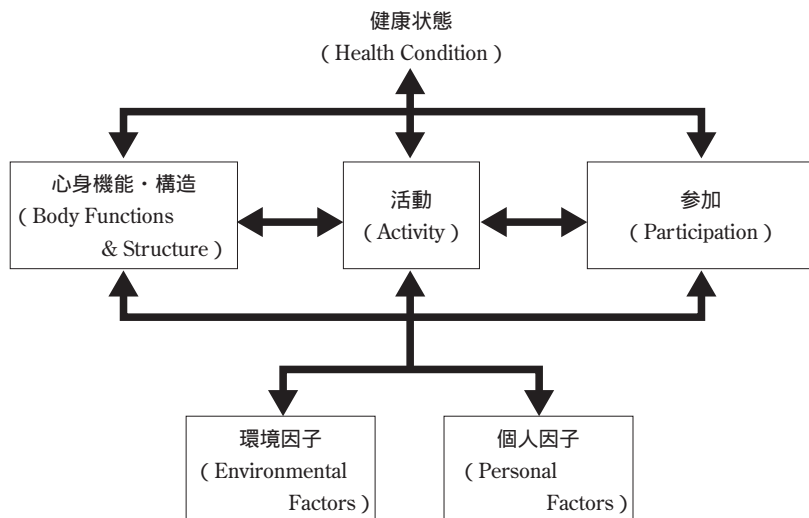 健康状態
( Health Condition )
心身機能・構造
( Body Functions
& Structure )
活動
( Activity )
参加
( Participation )
環境因子
( Environmental
Factors )
個人因子
( Personal
Factors )